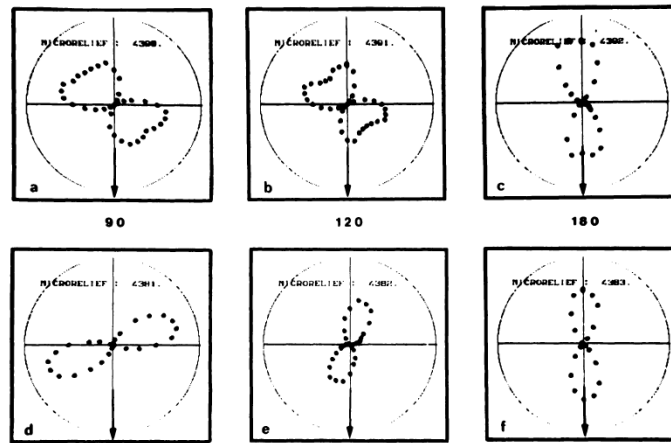 MICRORELIEF : 4390.
a
MICRORELIEF : 4391.
b
MICRORELIEF : 4392.
c
90
120
180
MICRORELIEF : 4381.
d
MICRORELIEF : 4382.
e
MICRORELIEF : 4383.
f